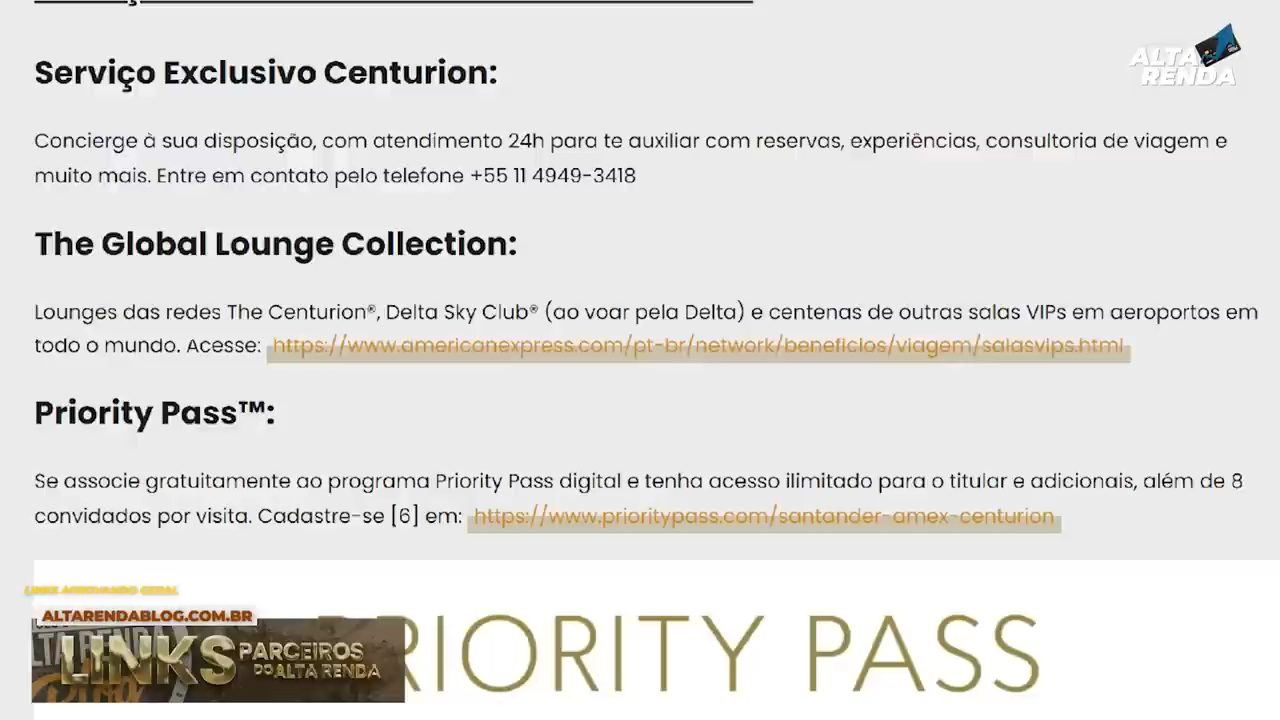 ALTA
RENDA
Serviço Exclusivo Centurion:
Concierge à sua disposição, com atendimento 24h para te auxiliar com reservas, experiências, consultoria de viagem e
muito mais. Entre em contato pelo telefone +55 11 4949-3418
The Global Lounge Collection:
Lounges das redes The Centurion®, Delta Sky Club® (ao voar pela Delta) e centenas de outras salas VIPs em aeroportos em
todo o mundo. Acesse: https://www.americanexpress.com/pt-br/network/beneficios/viagem/salasvips.html
Priority Pass™:
Se associe gratuitamente ao programa Priority Pass digital e tenha acesso ilimitado para o titular e adicionais, além de 8
convidados por visita. Cadastre-se [6] em: https://www.prioritypass.com/santander-amex-centurion
LINKS APROVANDO GERAL
ALTARENDABLOG.COM.BR
LINKS PARCEIROS
DO ALTA RENDA
PRIORITY PASS